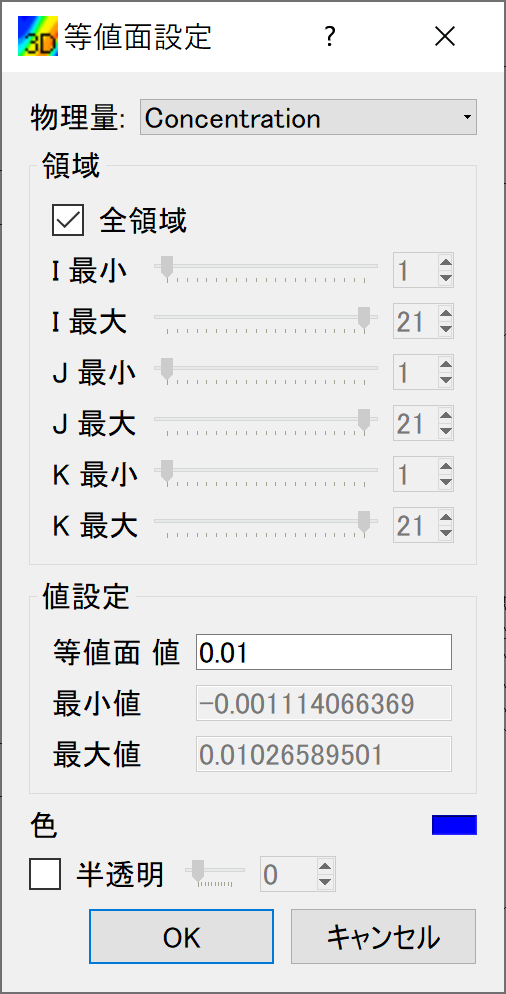 3D 等値面設定 ?
物理量: Concentration
領域
全領域
I 最小 1
I 最大 21
J 最小 1
J 最大 21
K 最小 1
K 最大 21
値設定
等値面 値 0.01
最小値 -0.001114066369
最大値 0.01026589501
色
半透明 0
OK キャンセル